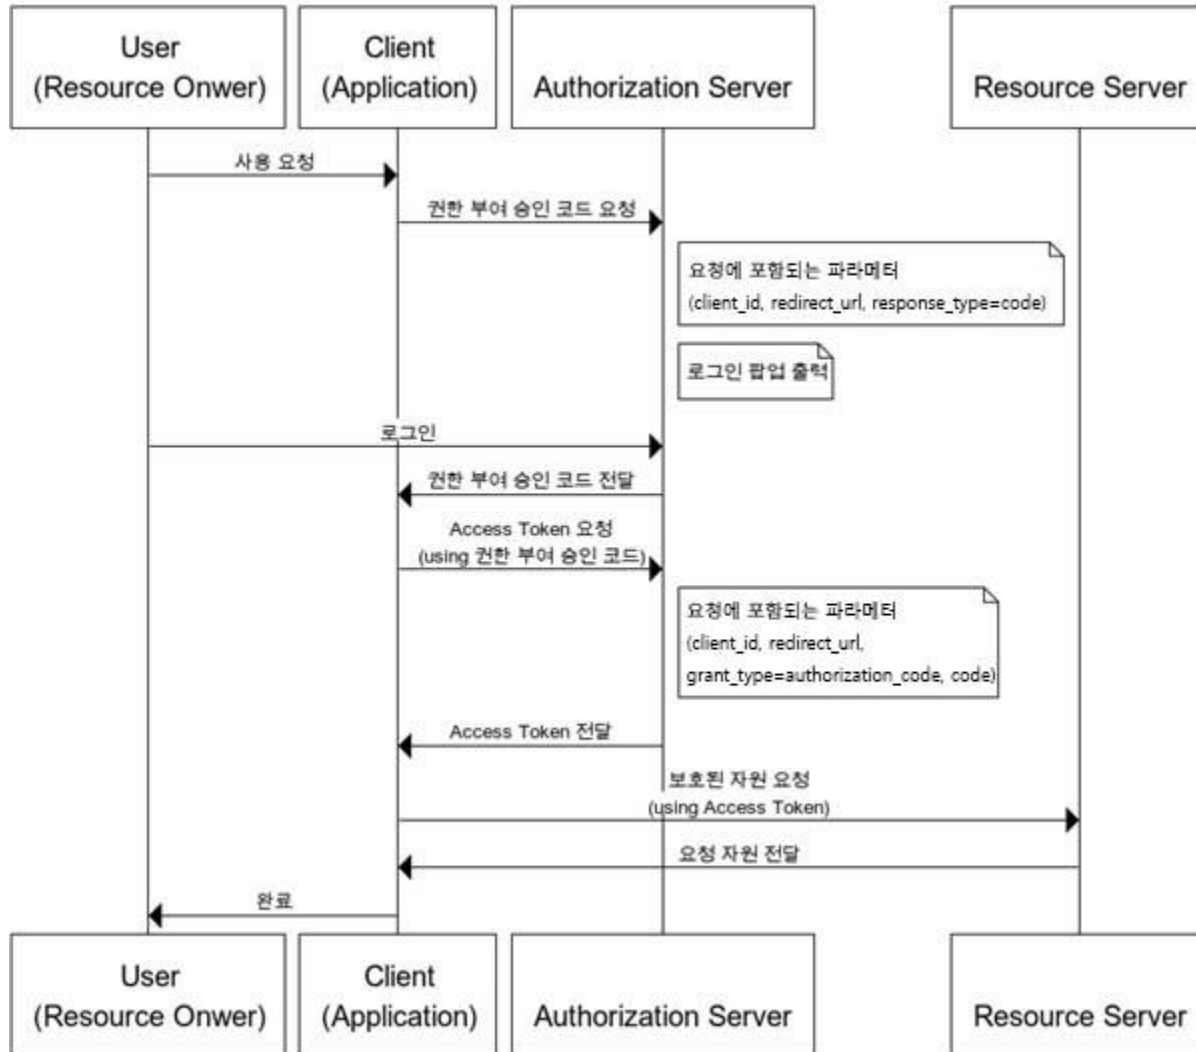 User
(Resource Onwer)
Client
(Application)
Authorization Server
Resource Server
사용 요청
권한 부여 승인 코드 요청
요청에 포함되는 파라메터
(client_id, redirect_url, response_type=code)
로그인 팝업 출력
로그인
권한 부여 승인 코드 전달
Access Token 요청
(using 권한 부여 승인 코드)
요청에 포함되는 파라메터
(client_id, redirect_url,
grant_type=authorization_code, code)
Access Token 전달
보호된 자원 요청
(using Access Token)
요청 자원 전달
완료
User
(Resource Onwer)
Client
(Application)
Authorization Server
Resource Server